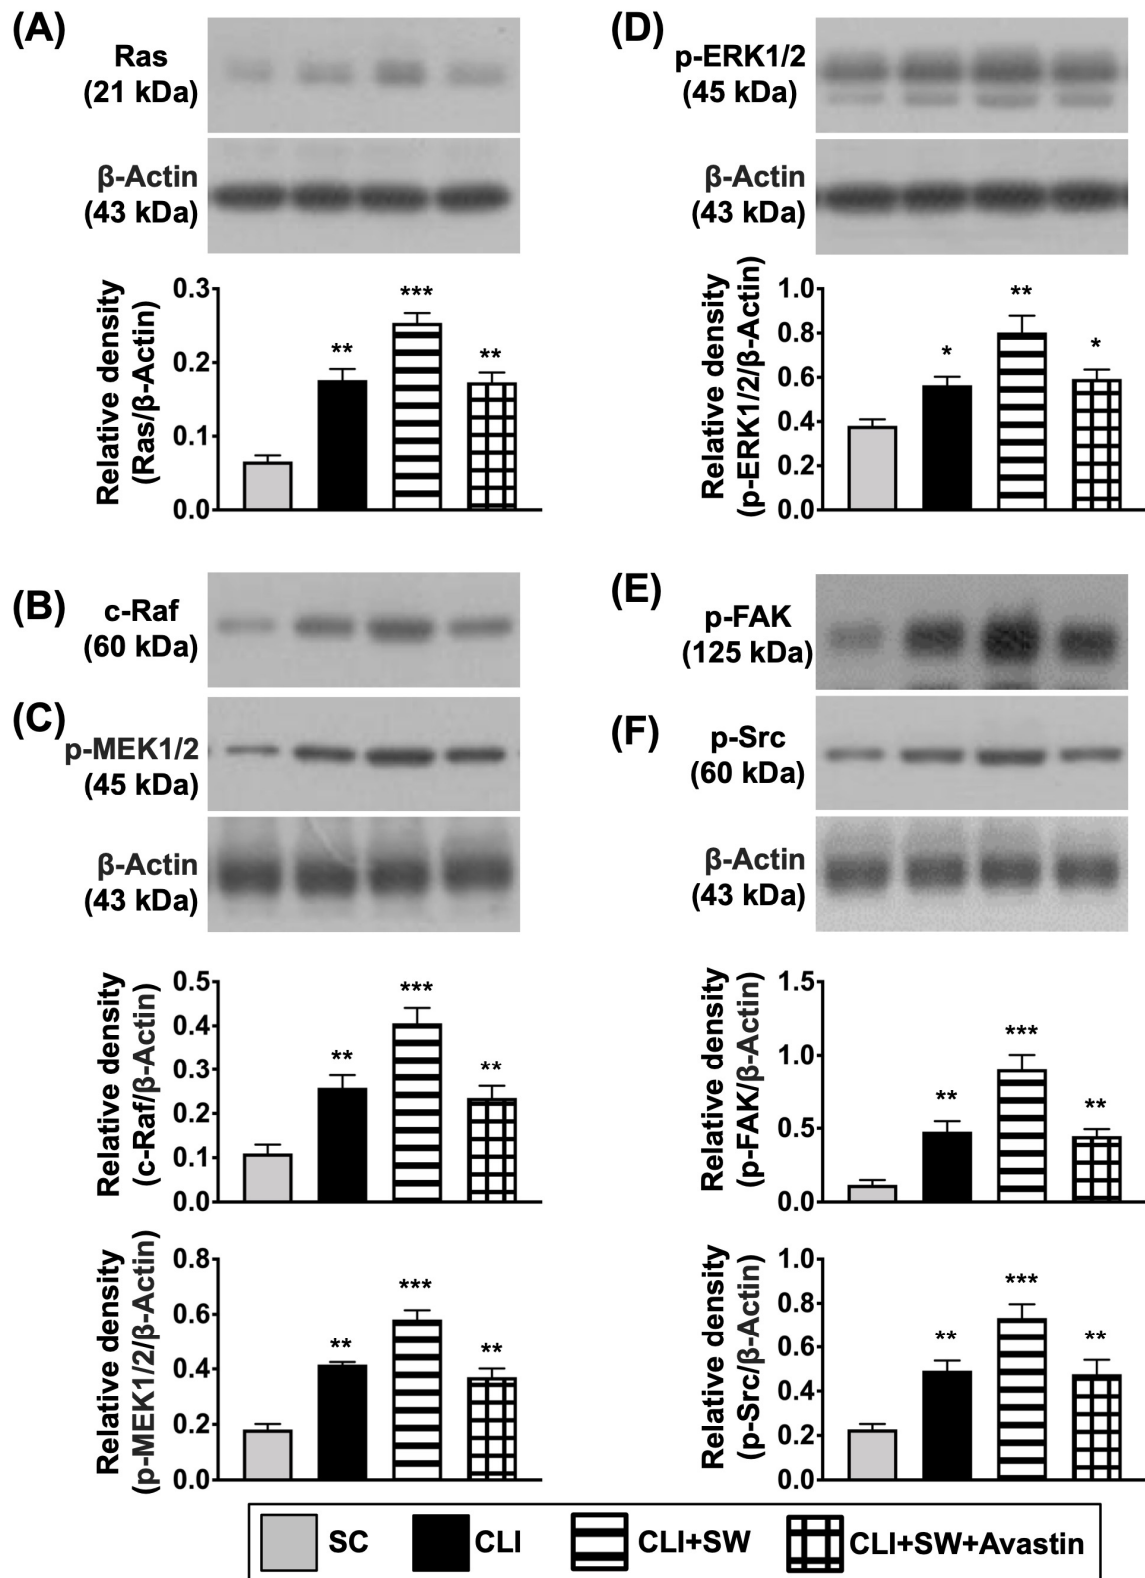 (A)
Ras
(21 kDa)
β-Actin
(43 kDa)
Relative density
(Ras/β-Actin)
0.3
0.2
0.1
0.0
**
***
**
(D)
p-ERK1/2
(45 kDa)
β-Actin
(43 kDa)
Relative density
(p-ERK1/2/β-Actin)
1.0
0.8
0.6
0.4
0.2
0.0
*
**
*
(B)
c-Raf
(60 kDa)
(C)
p-MEK1/2
(45 kDa)
β-Actin
(43 kDa)
Relative density
(c-Raf/β-Actin)
0.5
0.4
0.3
0.2
0.1
0.0
**
***
**
Relative density
(p-MEK1/2/β-Actin)
0.8
0.6
0.4
0.2
0.0
**
***
**
(E)
p-FAK
(125 kDa)
(F)
p-Src
(60 kDa)
β-Actin
(43 kDa)
Relative density
(p-FAK/β-Actin)
1.5
1.0
0.5
0.0
**
***
**
Relative density
(p-Src/β-Actin)
1.0
0.8
0.6
0.4
0.2
0.0
**
***
**
SC
CLI
CLI+SW
CLI+SW+Avastin